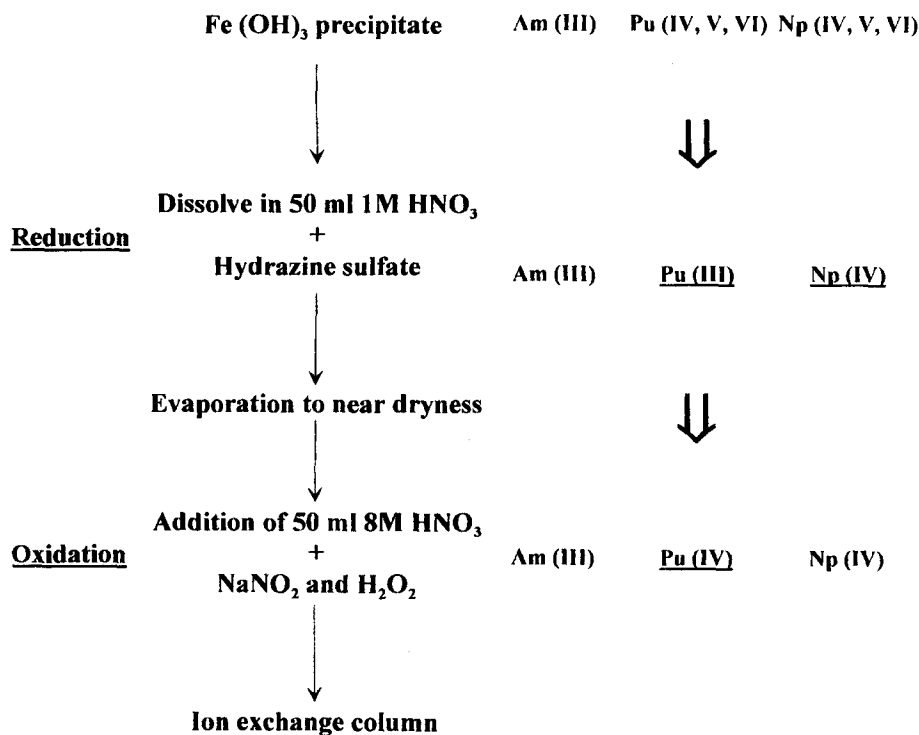 Fe (OH)₃ precipitate Am (III) Pu (IV, V, VI) Np (IV, V, VI)
Dissolve in 50 ml 1M HNO₃
+
Reduction
Hydrazine sulfate
Am (III) Pu (III) Np (IV)
Evaporation to near dryness
Addition of 50 ml 8M HNO₃
+
Oxidation Am (III) Pu (IV) Np (IV)
NaNO₂ and H₂O₂
Ion exchange column